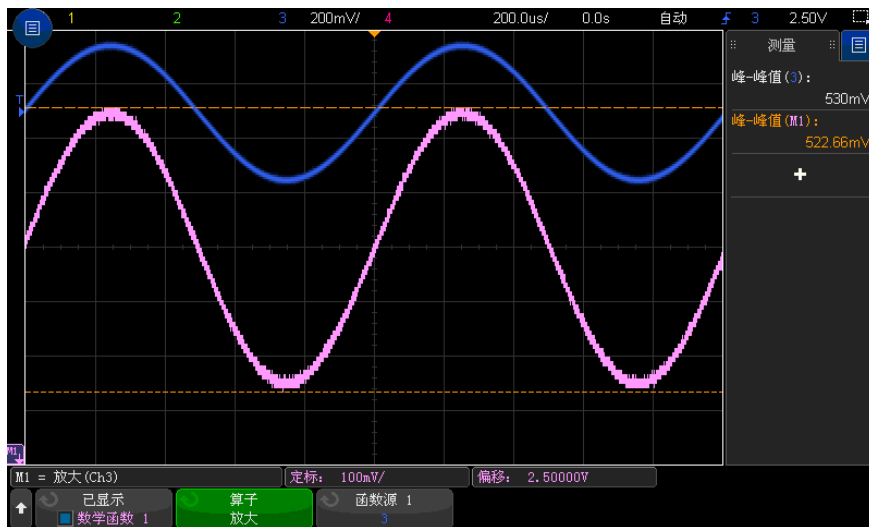 1 2 3 200mV/ 4 200.0us/ 0.0s 自动 3 2.50V
测量
T
峰-峰值(3):
530mV
峰-峰值(M1):
522.66mV
+
M1
M1 = 放大(Ch3) 定标: 100mV/ 偏移: 2.50000V
已显示 算子 函数源 1
数学函数 1 放大 3